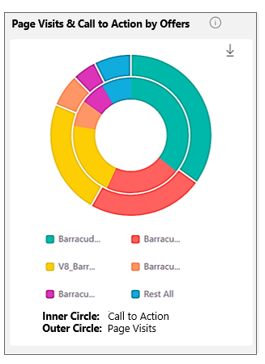 Page Visits & Call to Action by Offers
Barracud... Barracu...
V8_Barr... Barracu...
Barracu... Rest All
Inner Circle: Call to Action
Outer Circle: Page Visits